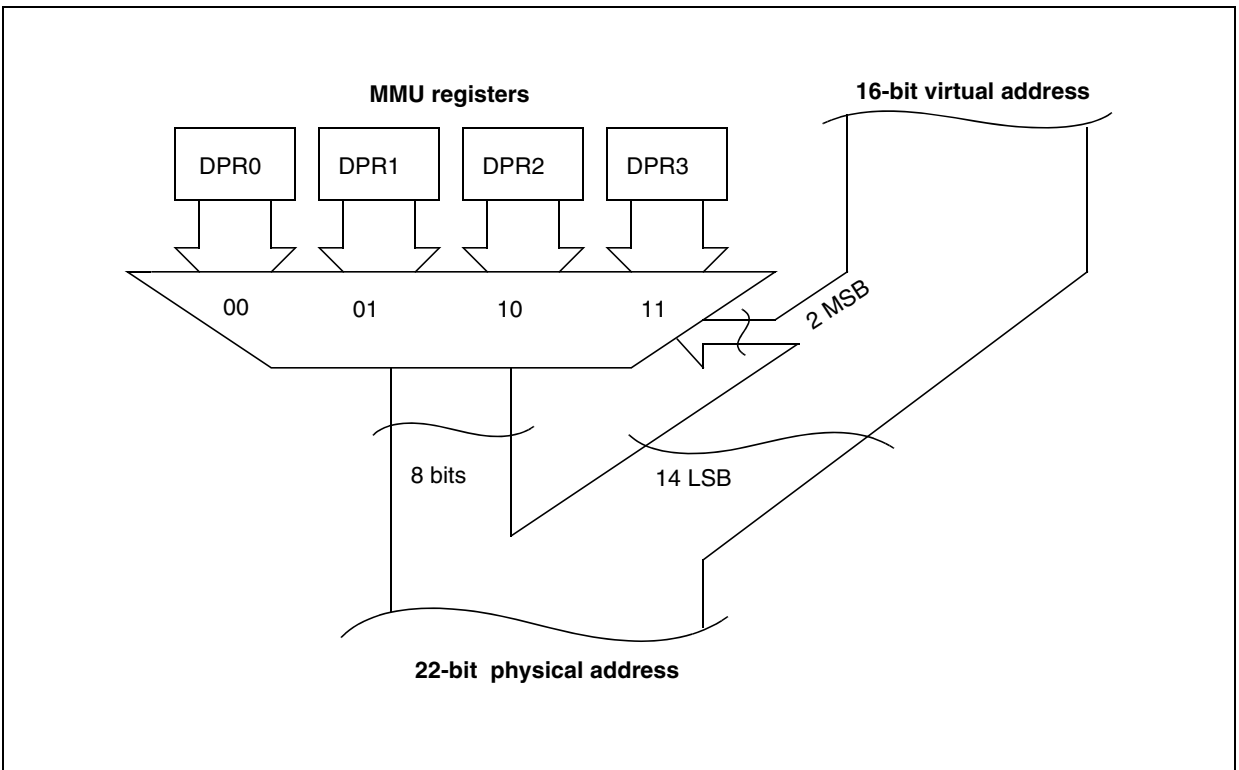 MMU registers
16-bit virtual address
DPR0
DPR1
DPR2
DPR3
00
01
10
11
2 MSB
8 bits
14 LSB
22-bit physical address